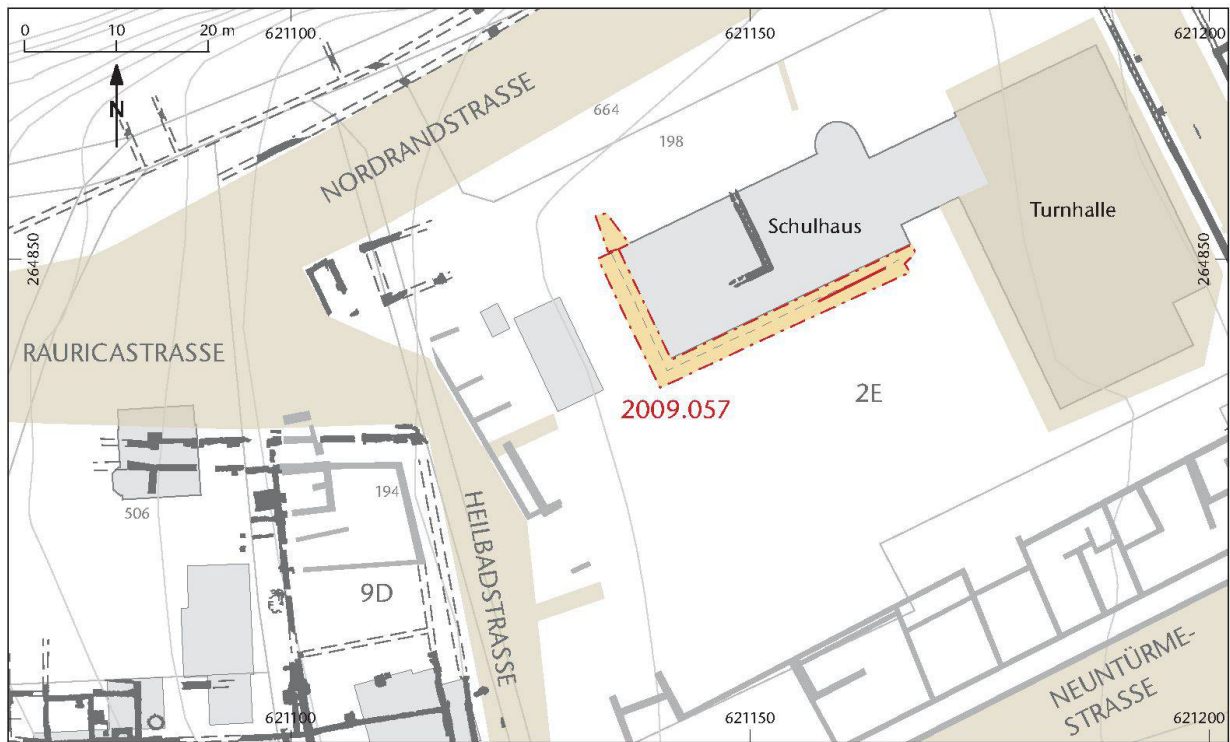 0 10 20 m
621100
621150
621200
N
NORDRANDSTRASSE
664
198
Schulhaus
Turnhalle
264850
264850
RAURICASTRASSE
2009.057
2E
506
194
HEILBADSTRASSE
9D
NEUNTÜRME-
STRASSE
621100
621150
621200